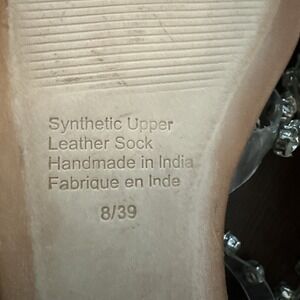 Synthetic Upper
Leather Sock
Handmade in India
Fabrique en Inde
8/39